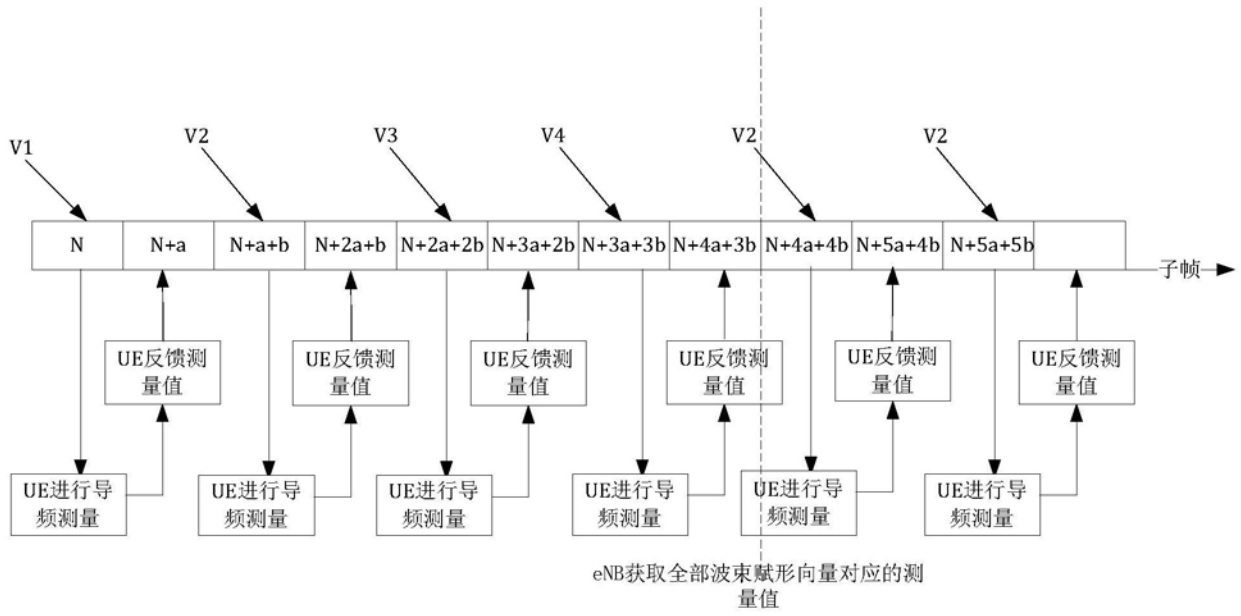 V1
V2
V3
V4
V2
V2
N
N+a
N+a+b
N+2a+b
N+2a+2b
N+3a+2b
N+3a+3b
N+4a+3b
N+4a+4b
N+5a+4b
N+5a+5b
子帧
UE反馈测
量值
UE反馈测
量值
UE反馈测
量值
UE反馈测
量值
UE反馈测
量值
UE反馈测
量值
UE进行导
频测量
UE进行导
频测量
UE进行导
频测量
UE进行导
频测量
UE进行导
频测量
UE进行导
频测量
eNB获取全部波束赋形向量对应的测
量值